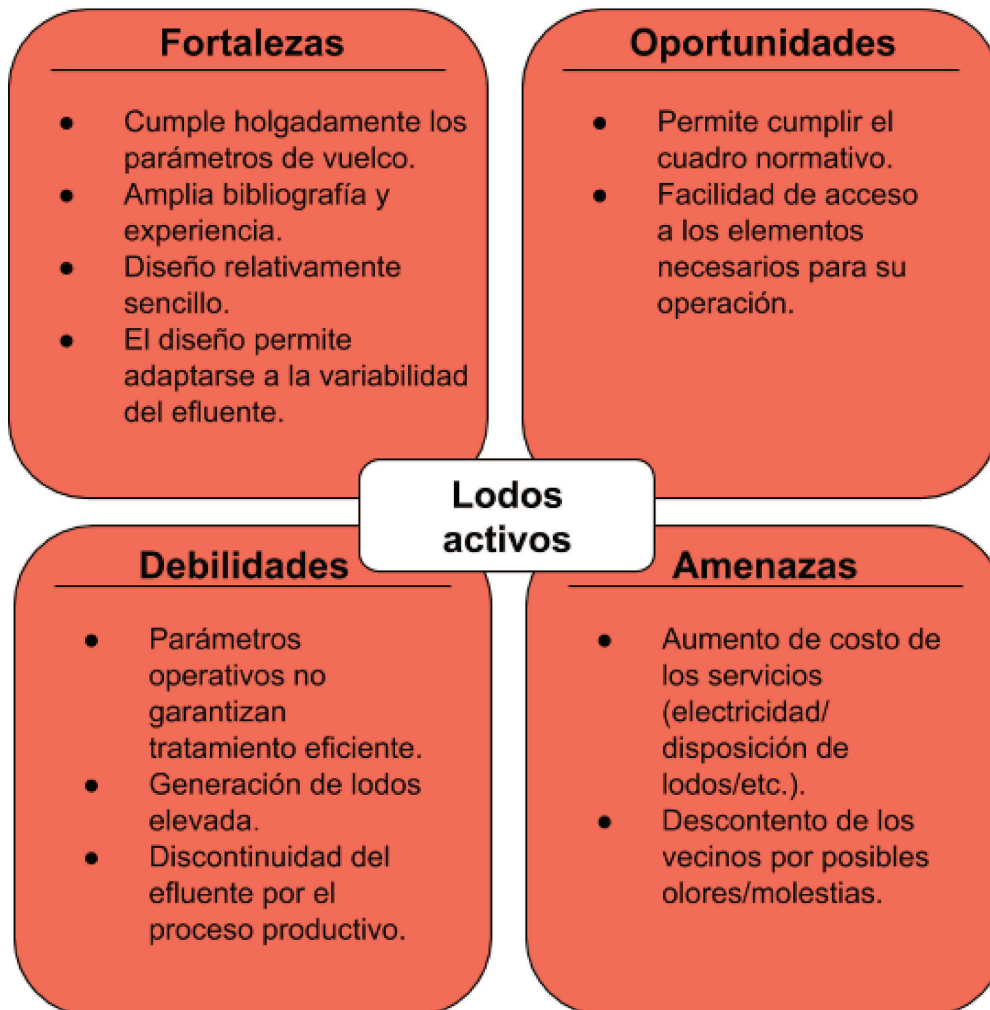 Fortalezas
● Cumple holgadamente los
parámetros de vuelco.
● Amplia bibliografía y
experiencia.
● Diseño relativamente
sencillo.
● El diseño permite
adaptarse a la variabilidad
del efluente.
Oportunidades
● Permite cumplir el
cuadro normativo.
● Facilidad de acceso
a los elementos
necesarios para su
operación.
Lodos
activos
Debilidades
● Parámetros
operativos no
garantizan
tratamiento eficiente.
● Generación de lodos
elevada.
● Discontinuidad del
efluente por el
proceso productivo.
Amenazas
● Aumento de costo de
los servicios
(electricidad/
disposición de
lodos/etc.).
● Descontento de los
vecinos por posibles
olores/molestias.